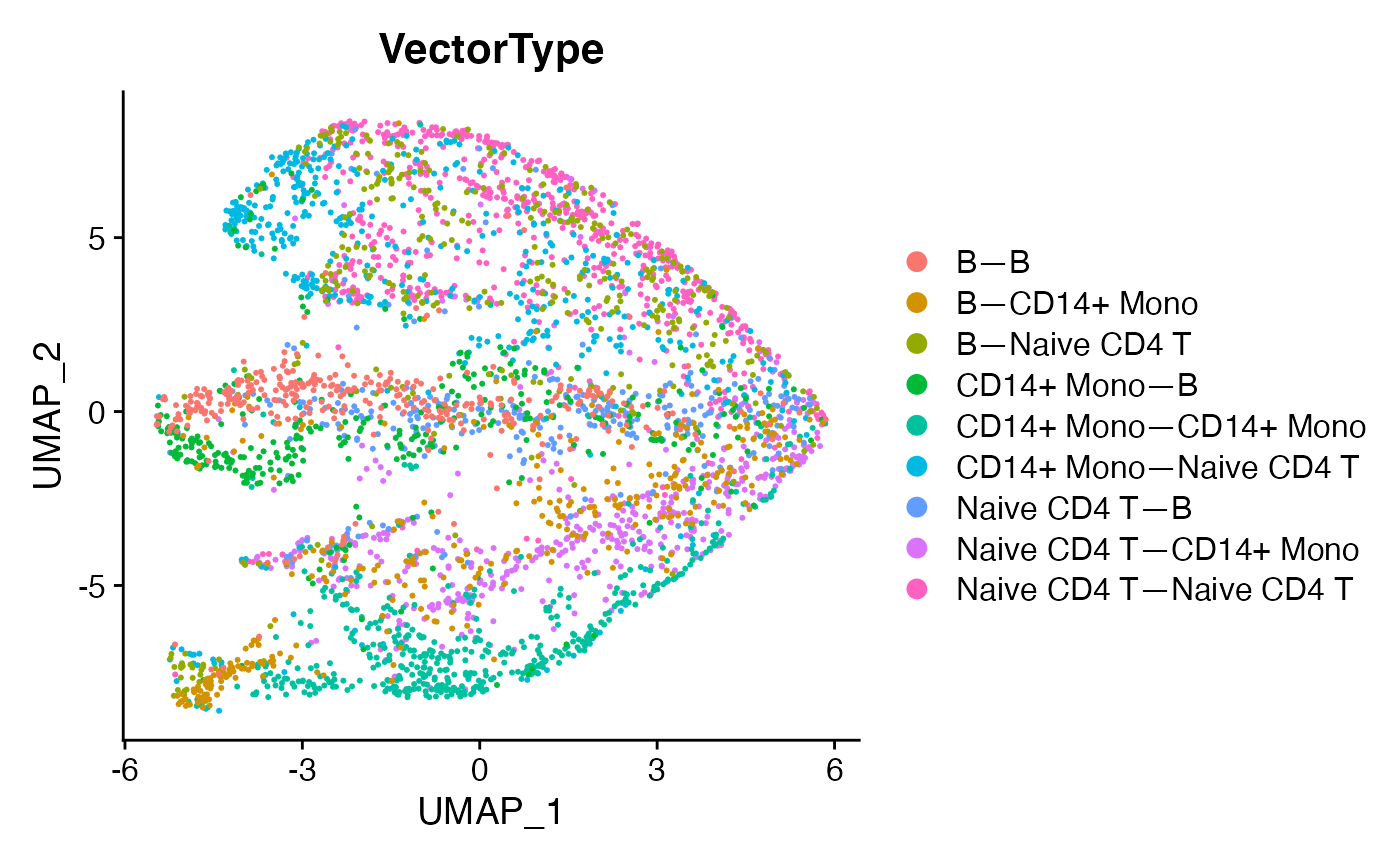 VectorType
UMAP_2
5
0
-5
-6
-3
0
3
6
UMAP_1
B—B
B—CD14+ Mono
B—Naive CD4 T
CD14+ Mono—B
CD14+ Mono—CD14+ Mono
CD14+ Mono—Naive CD4 T
Naive CD4 T—B
Naive CD4 T—CD14+ Mono
Naive CD4 T—Naive CD4 T